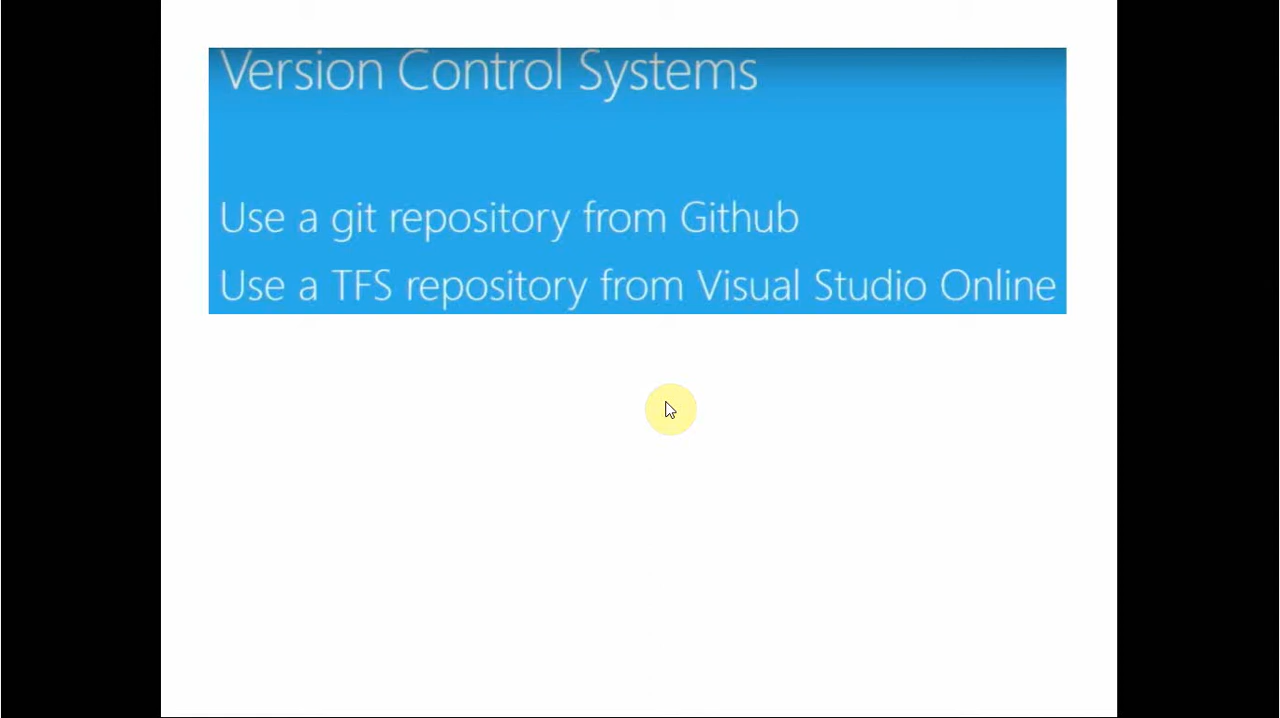 Version Control Systems
Use a git repository from Github
Use a TFS repository from Visual Studio Online